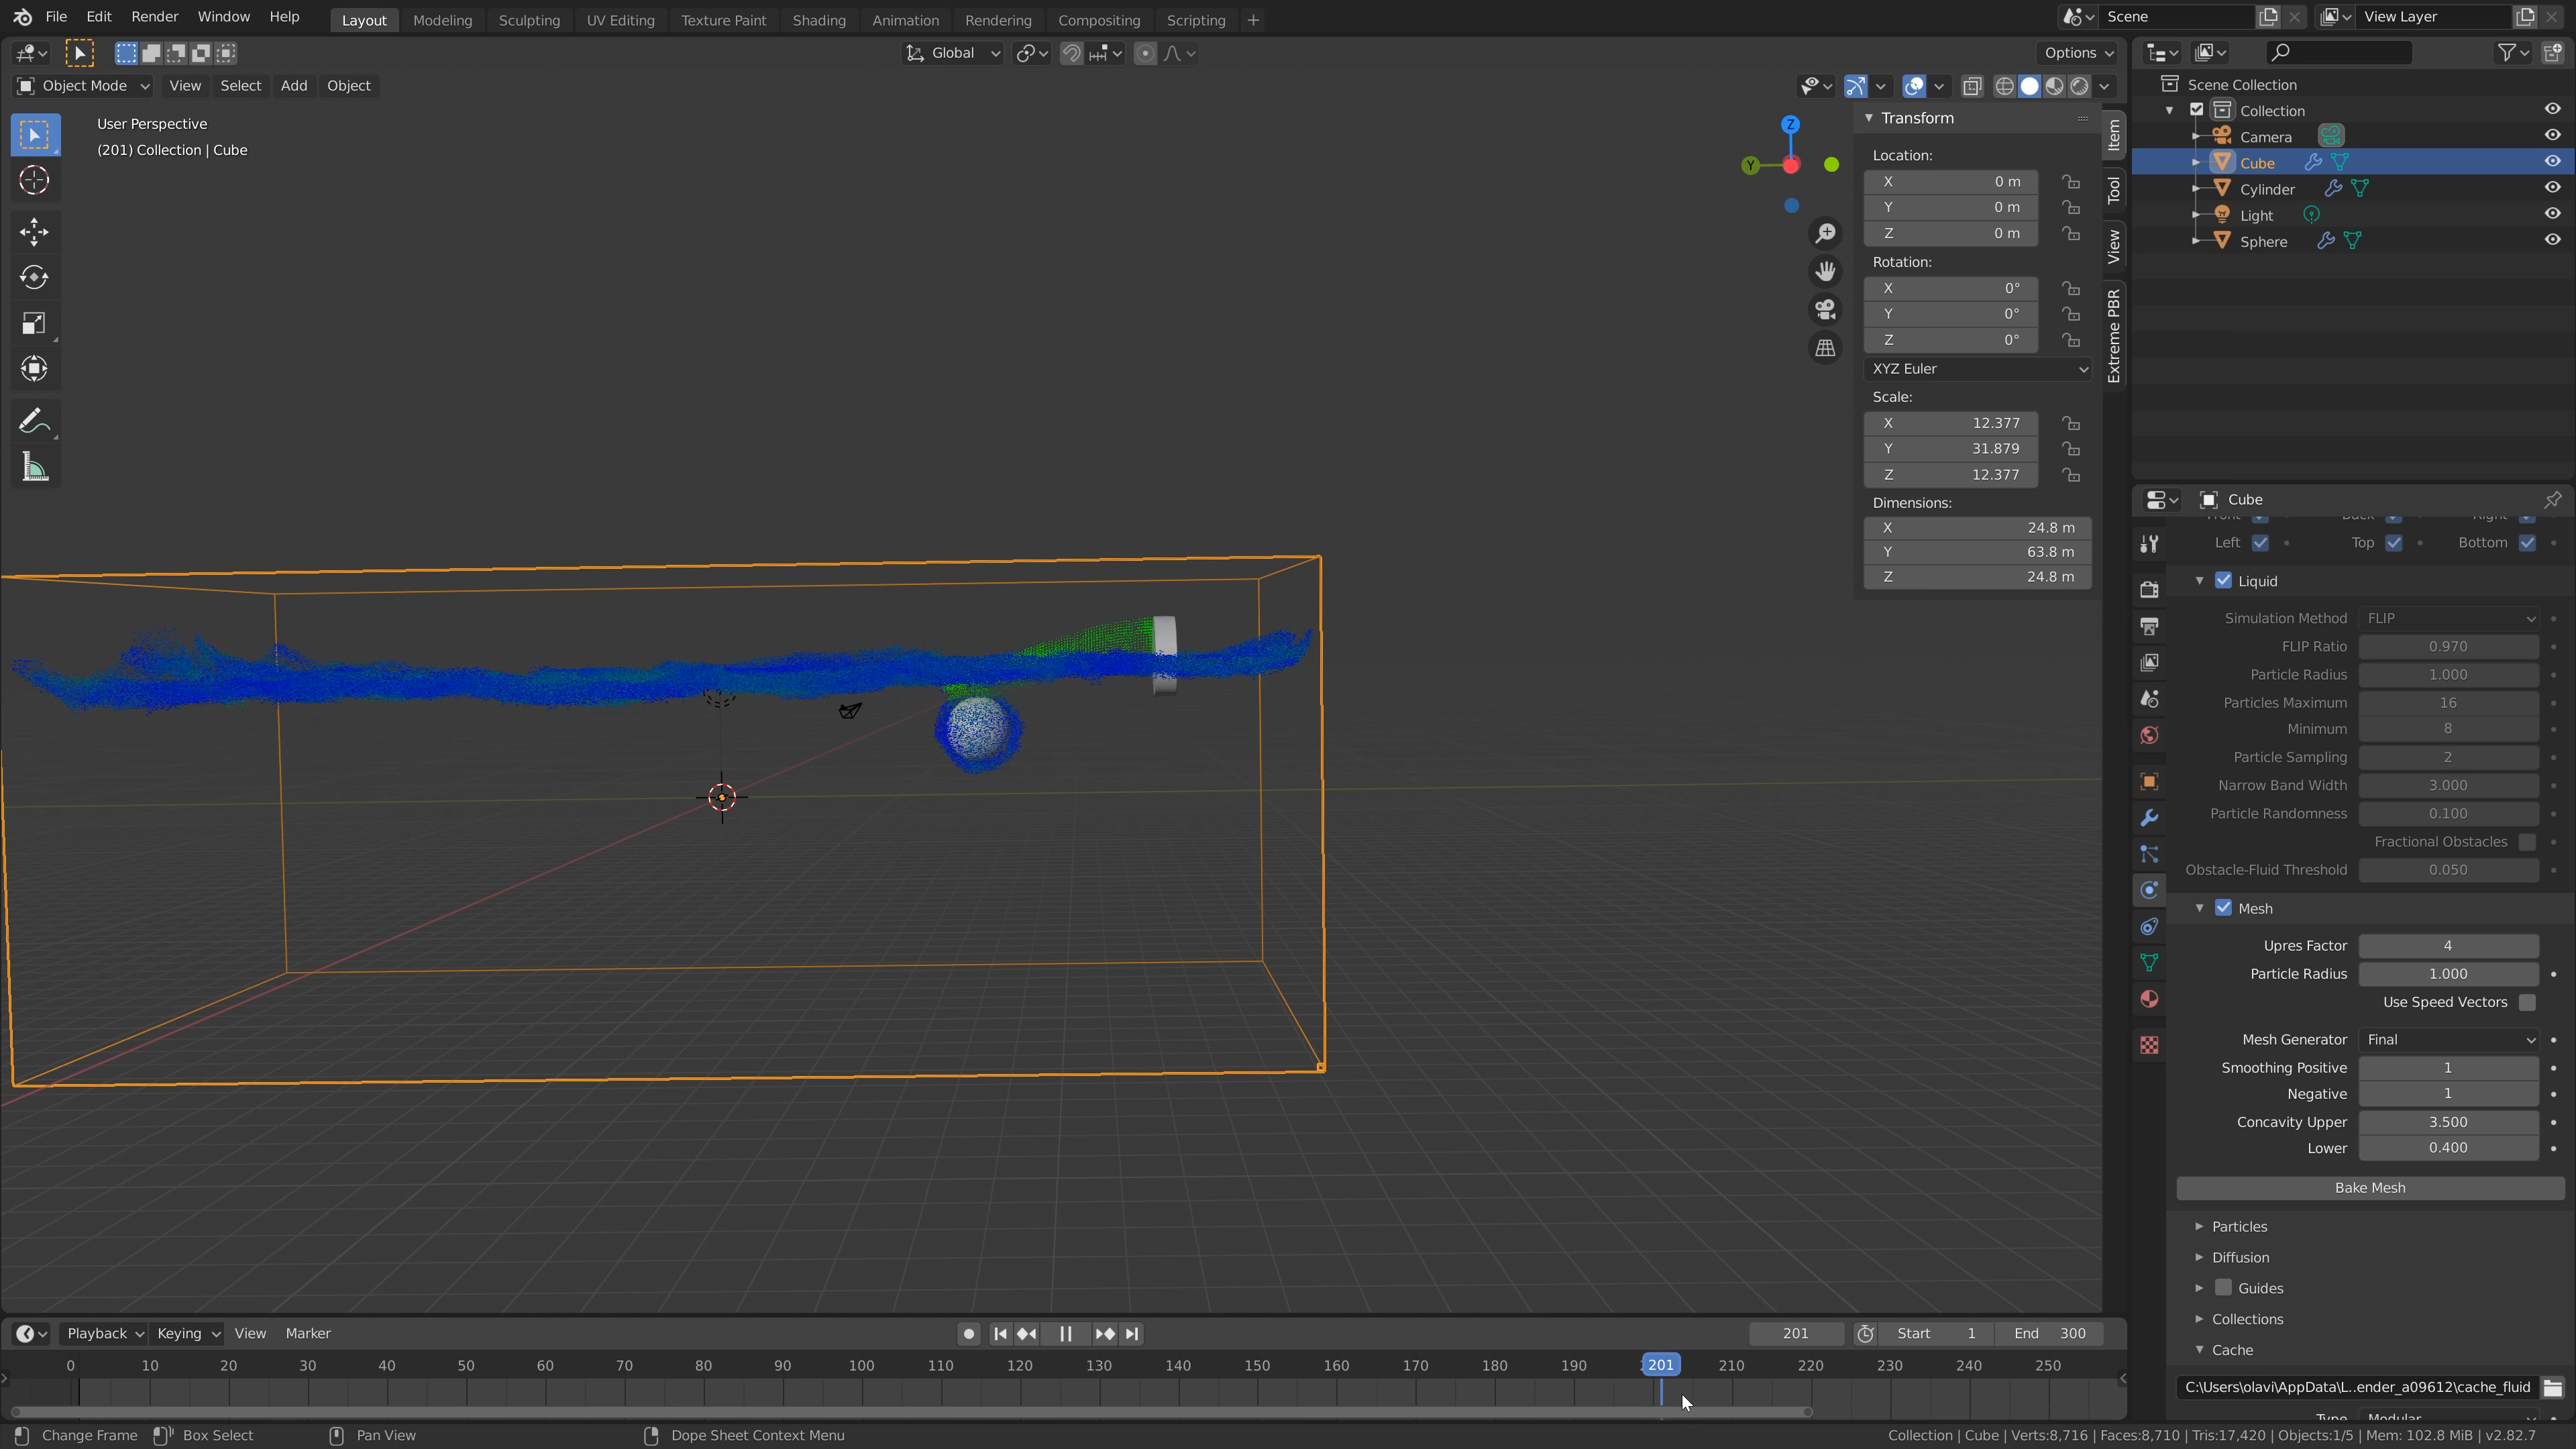 File Edit Render Window Help Layout Modeling Sculpting UV Editing Texture Paint Shading Animation Rendering Compositing Scripting + Scene View Layer
Global Options
Object Mode View Select Add Object
User Perspective
(201) Collection | Cube
Z
Y
Transform
Location:
X 0 m
Y 0 m
Z 0 m
Rotation:
X 0°
Y 0°
Z 0°
XYZ Euler
Scale:
X 12.377
Y 31.879
Z 12.377
Dimensions:
X 24.8 m
Y 63.8 m
Z 24.8 m
Item
Tool
View
Extreme PBR
Scene Collection
Collection
Camera
Cube
Cylinder
Light
Sphere
Cube
Left Top Bottom
Liquid
Simulation Method FLIP
FLIP Ratio 0.970
Particle Radius 1.000
Particles Maximum 16
Minimum 8
Particle Sampling 2
Narrow Band Width 3.000
Particle Randomness 0.100
Fractional Obstacles
Obstacle-Fluid Threshold 0.050
Mesh
Upres Factor 4
Particle Radius 1.000
Use Speed Vectors
Mesh Generator Final
Smoothing Positive 1
Negative 1
Concavity Upper 3.500
Lower 0.400
Bake Mesh
Particles
Diffusion
Guides
Collections
Cache
C:\Users\olavi\AppData\L..ender_a09612\cache_fluid
Type Modular
Playback Keying View Marker 201 Start 1 End 300
0 10 20 30 40 50 60 70 80 90 100 110 120 130 140 150 160 170 180 190 201 210 220 230 240 250
Change Frame Box Select Pan View Dope Sheet Context Menu Collection | Cube | Verts:8,716 | Faces:8,710 | Tris:17,420 | Objects:1/5 | Mem: 102.8 MiB | v2.82.7